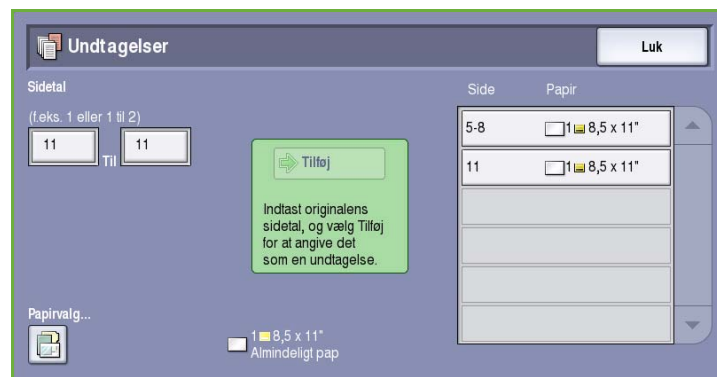 Undtagelser
Luk
Sidetal
(f.eks. 1 eller 1 til 2)
11 Til 11
Tilføj
Indtast originalens
sidetal, og vælg Tilføj
for at angive det
som en undtagelse.
Side Papir
5-8 1 8,5 x 11"
11 1 8,5 x 11"
Papirvalg...
1 8,5 x 11"
Almindeligt pap